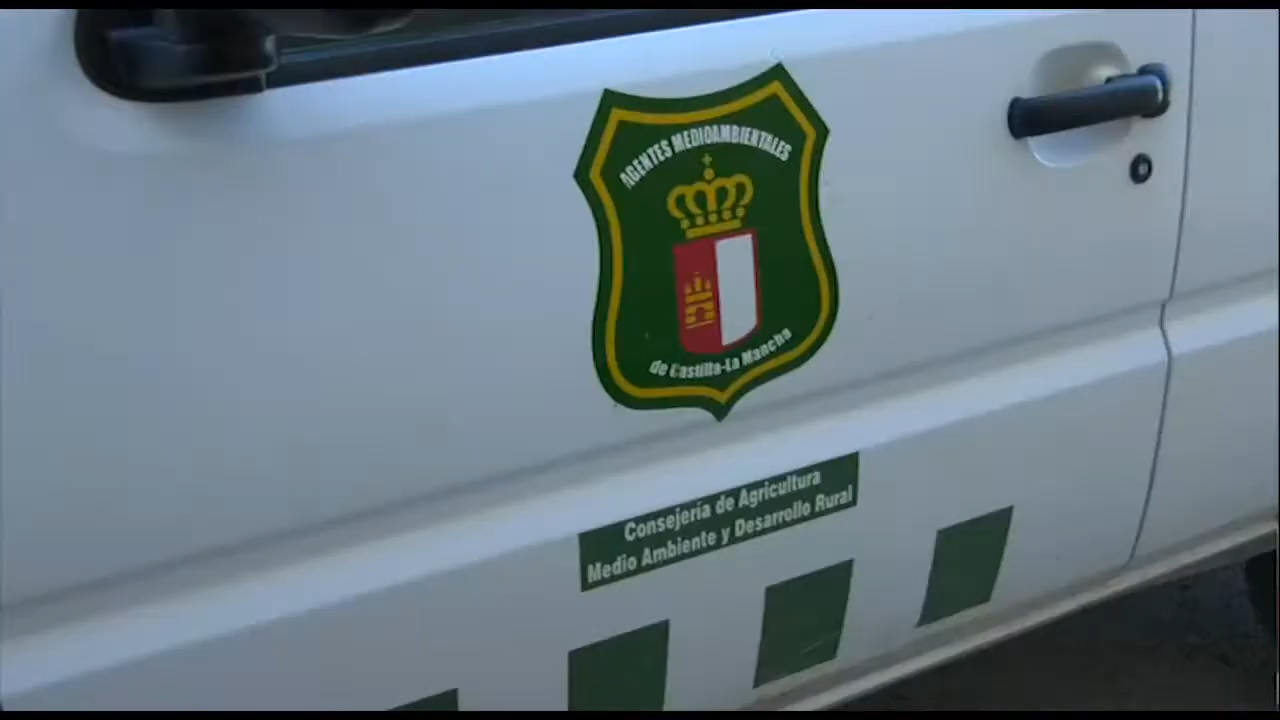 AGENTES MEDIOAMBIENTALES
de Castilla-La Mancha
Consejería de Agricultura
Medio Ambiente y Desarrollo Rural